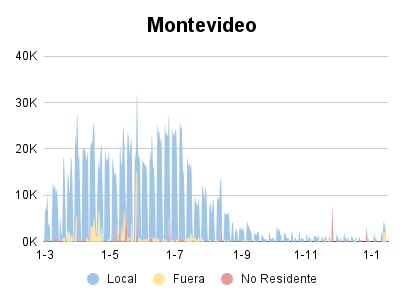 Montevideo
40K
30K
20K
10K
0K
1-3 1-5 1-7 1-9 1-11 1-1
Local Fuera No Residente